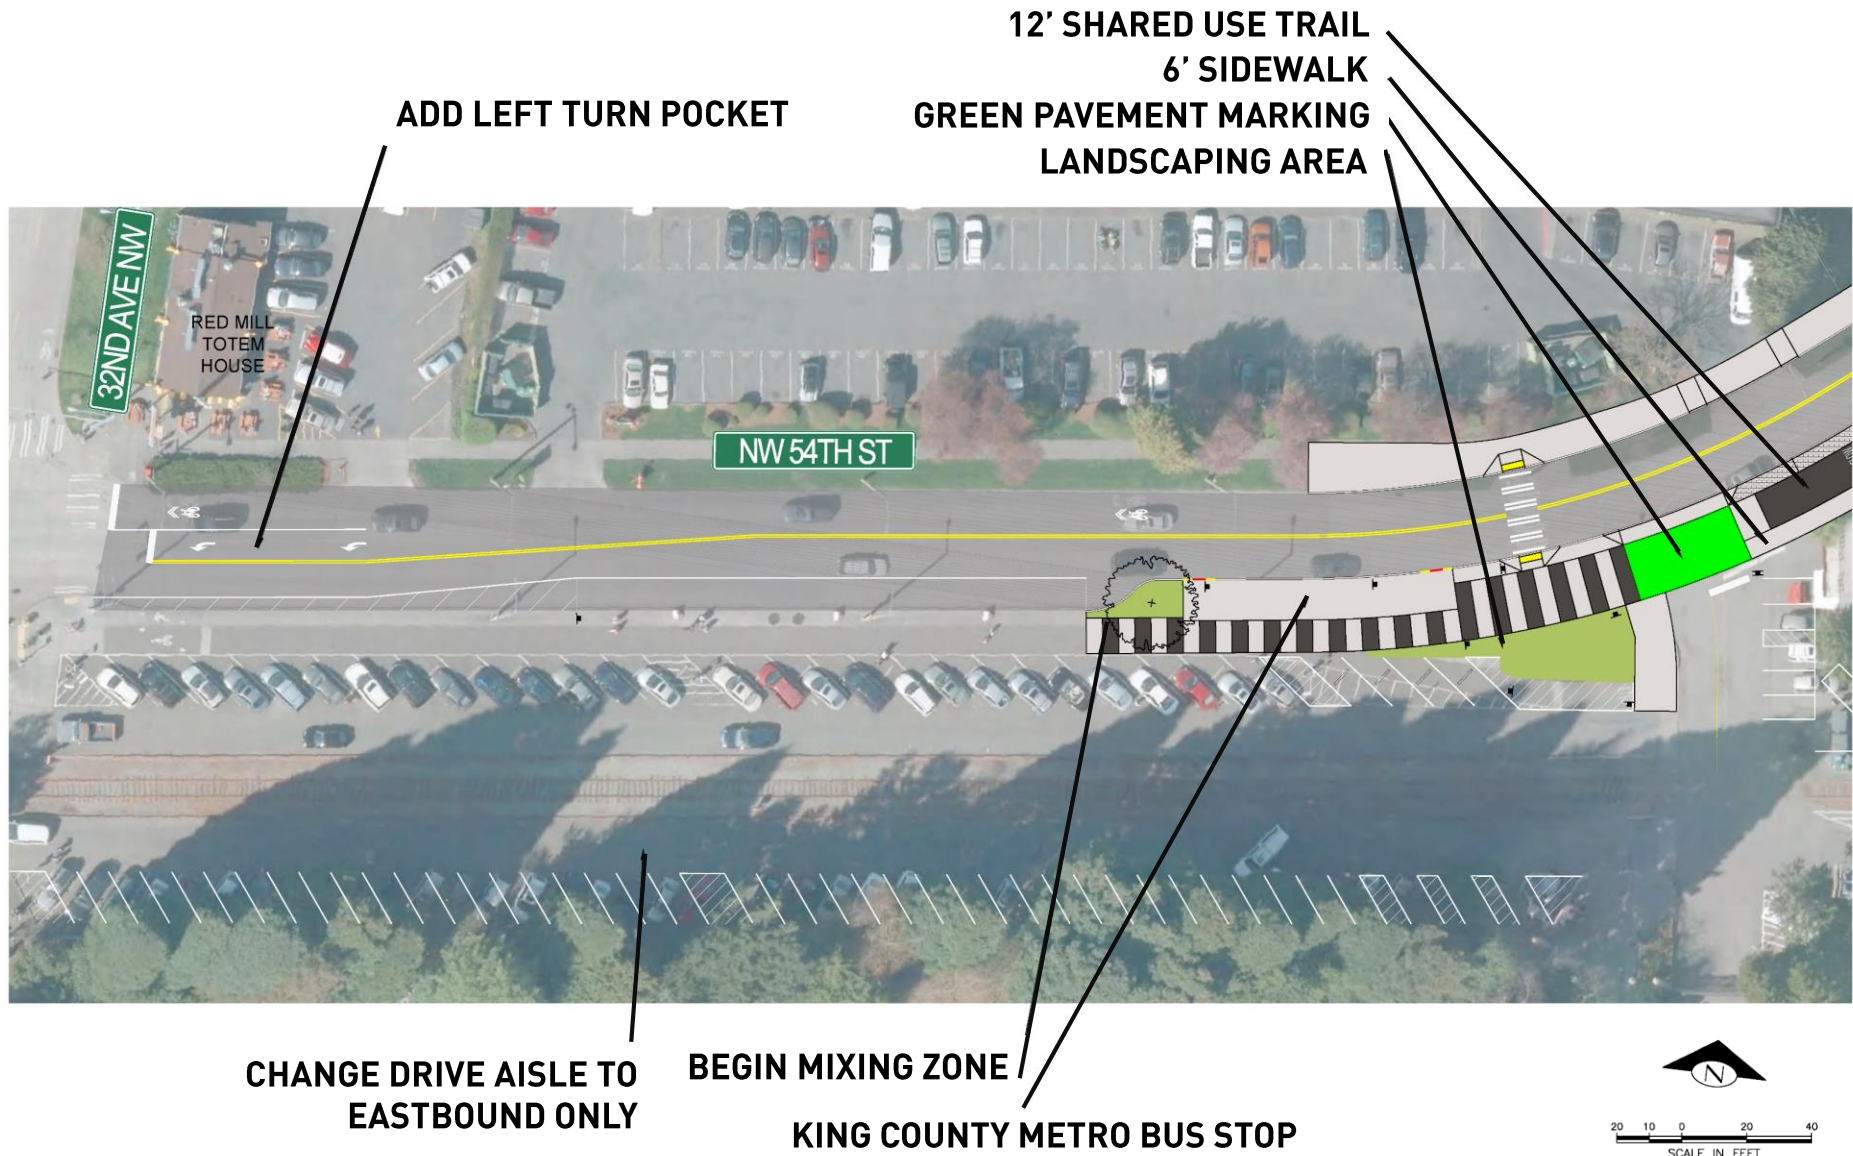 12’ SHARED USE TRAIL
6’ SIDEWALK
GREEN PAVEMENT MARKING
LANDSCAPING AREA
ADD LEFT TURN POCKET
32ND AVE NW
RED MILL
TOTEM
HOUSE
NW 54TH ST
CHANGE DRIVE AISLE TO
EASTBOUND ONLY
BEGIN MIXING ZONE
KING COUNTY METRO BUS STOP
N
20 10 0 20 40
SCALE IN FEET